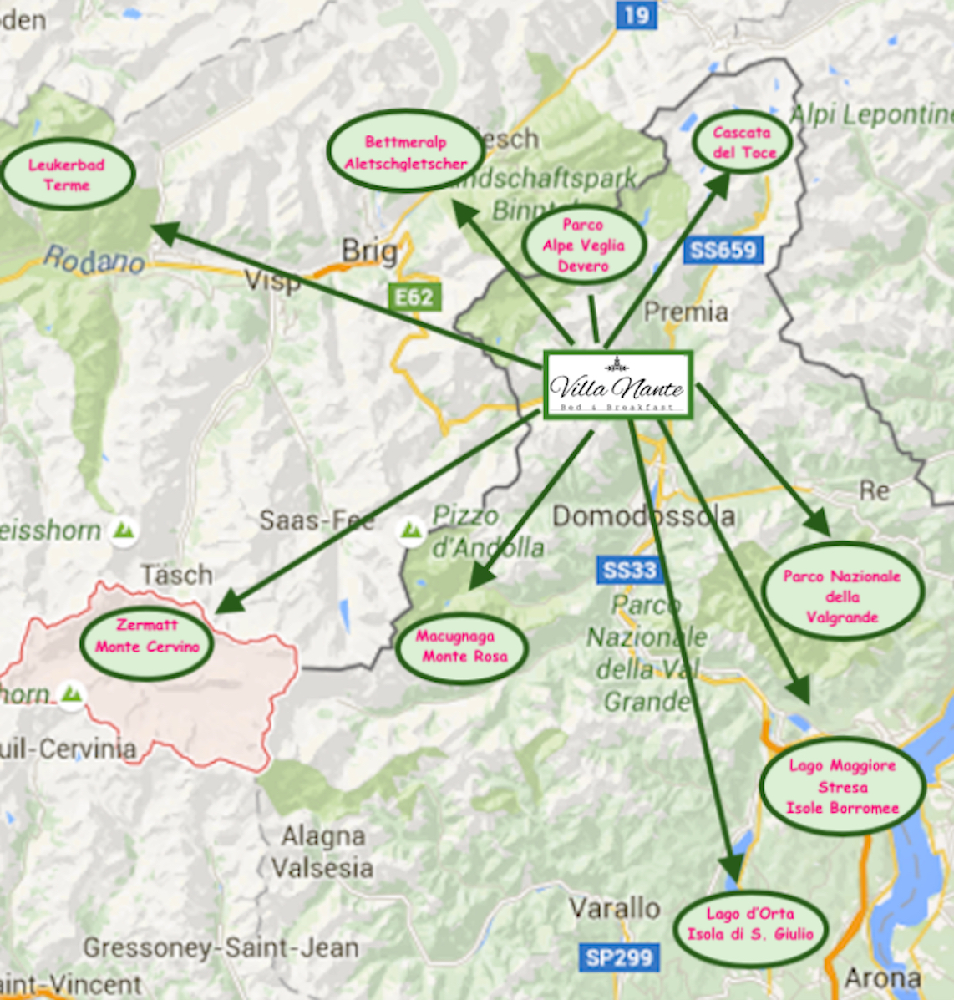 den
19
Alpi Lepontine
Cascata
del Toce
esch
Bettmeralp
Aletschgletscher
Leukerbad
Terme
ndschaftspark
Parco
Alpe Veglia
Devero
SS659
Brig
Rodano
Visp
E62
Premia
Villa Nante
Bed & Breakfast
Re
Saas-Fee
Pizzo
d'Andolla
Domodossola
eisshorn
Täsch
SS33
Parco Nazionale
della
Valgrande
Parco
Nazionale
della Val
Grande
Zermatt
Monte Cervino
Macugnaga
Monte Rosa
horn
uil-Cervinia
Lago Maggiore
Stresa
Isole Borromee
Alagna
Valsesia
Varallo
Lago d'Orta
Isola di S. Giulio
Gressoney-Saint-Jean
SP299
Arona
aint-Vincent